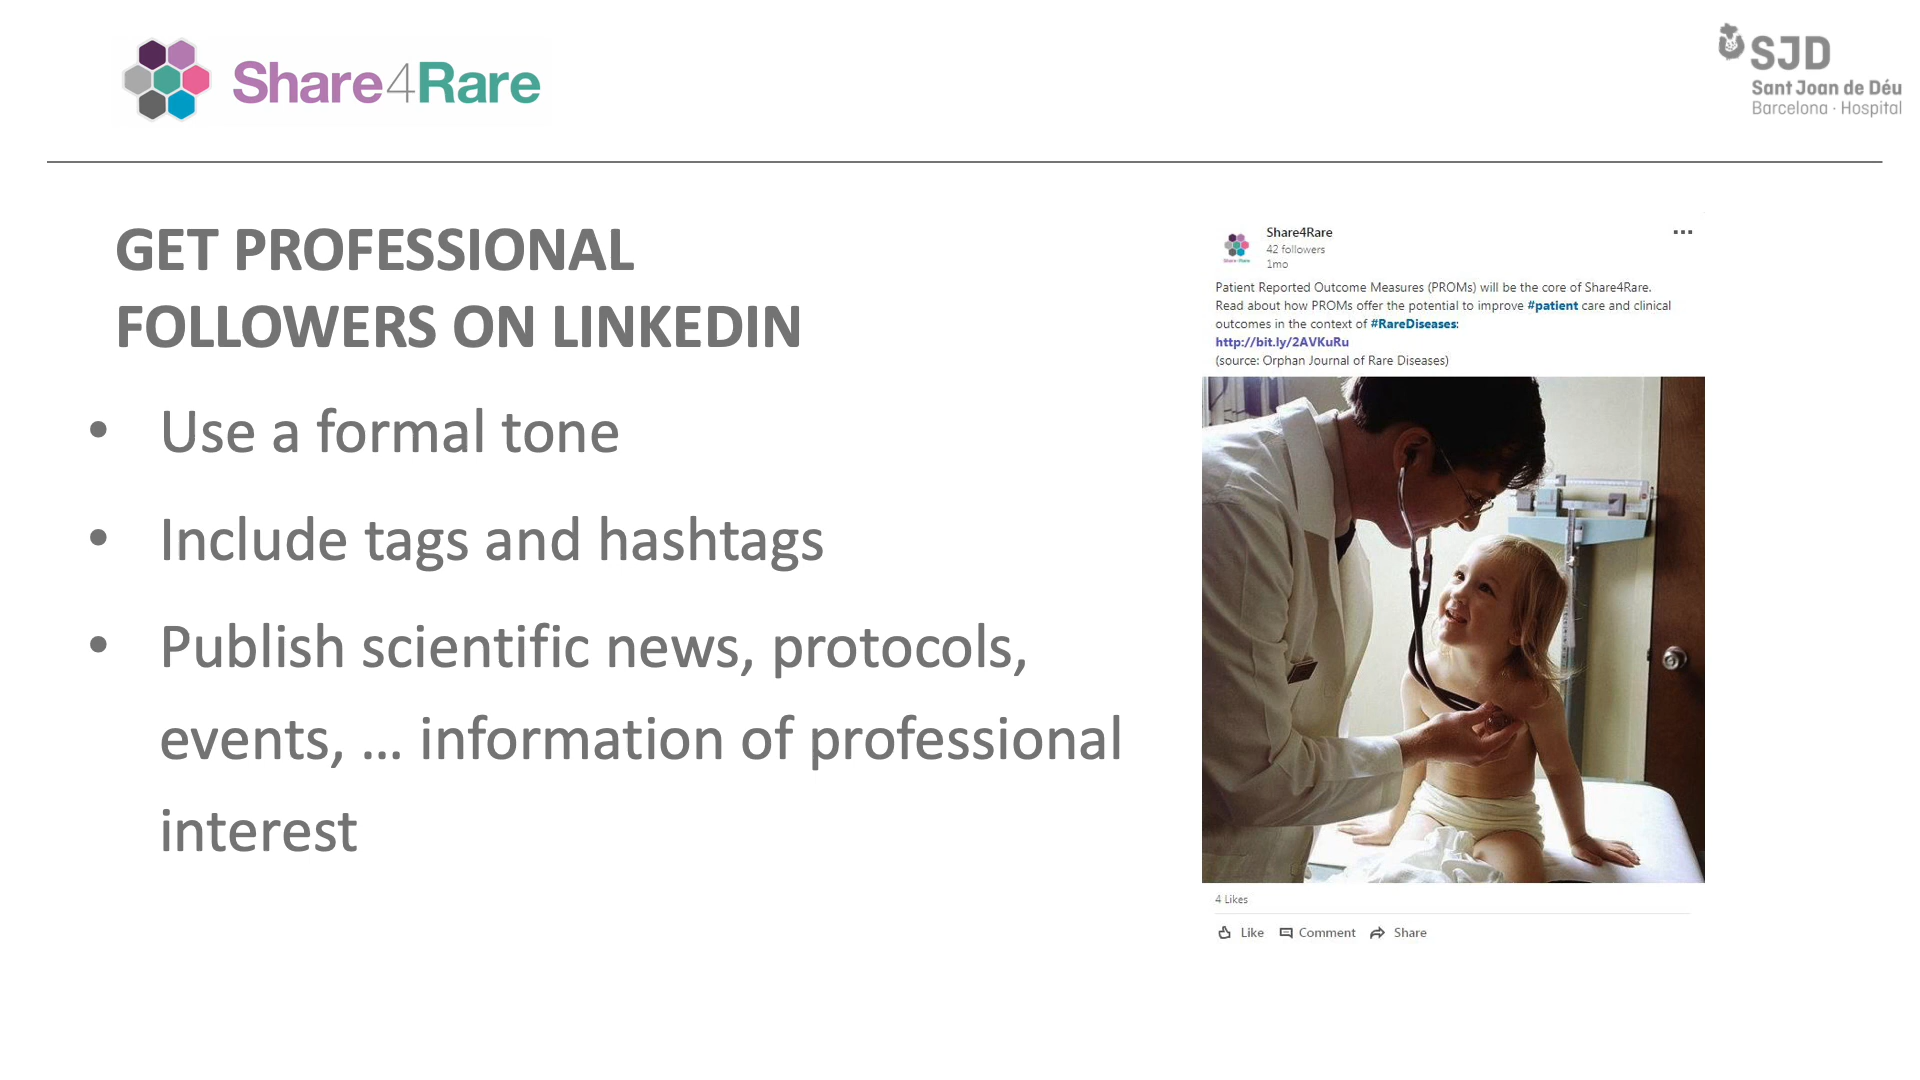 Share4Rare
SJD
Sant Joan de Déu
Barcelona · Hospital
GET PROFESSIONAL
FOLLOWERS ON LINKEDIN
• Use a formal tone
• Include tags and hashtags
• Publish scientific news, protocols,
events, ... information of professional
interest
Share4Rare
Share4Rare
42 followers
1mo
Patient Reported Outcome Measures (PROMs) will be the core of Share4Rare.
Read about how PROMs offer the potential to improve #patient care and clinical
outcomes in the context of #RareDiseases:
http://bit.ly/2AVKuRu
(source: Orphan Journal of Rare Diseases)
4 Likes
Like Comment Share